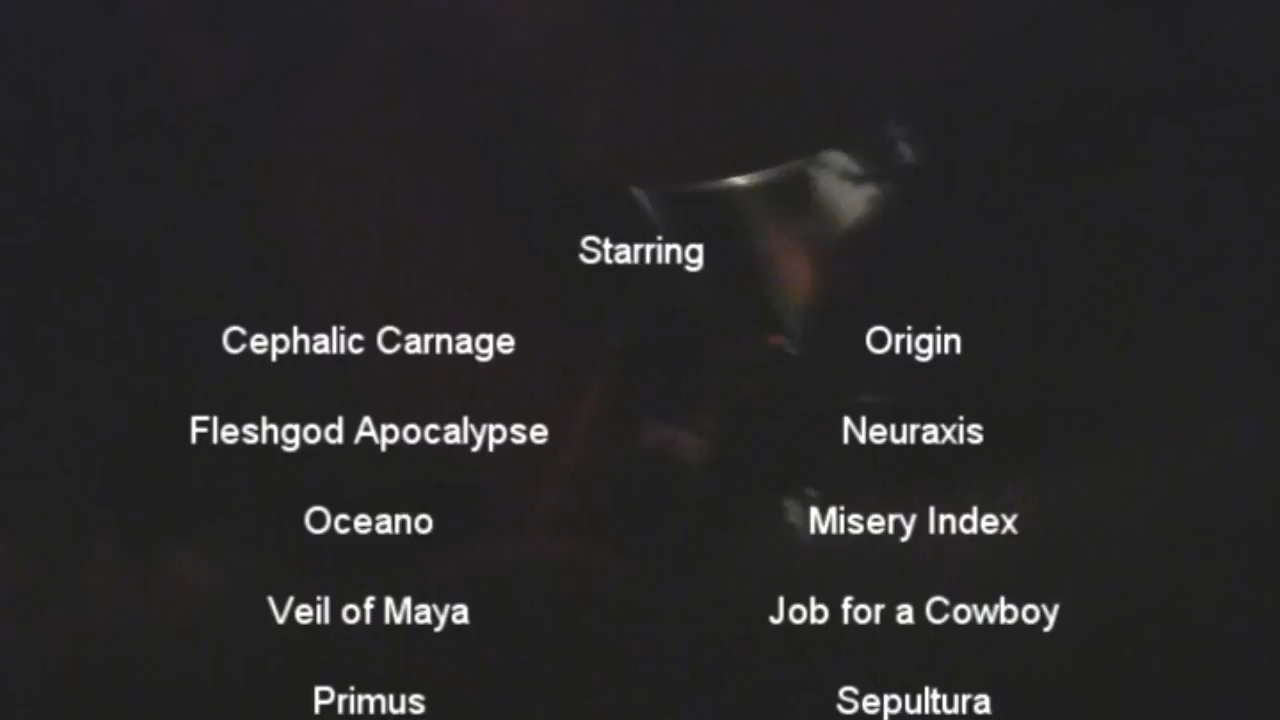 Starring
Cephalic Carnage
Origin
Fleshgod Apocalypse
Neuraxis
Oceano
Misery Index
Veil of Maya
Job for a Cowboy
Primus
Sepultura